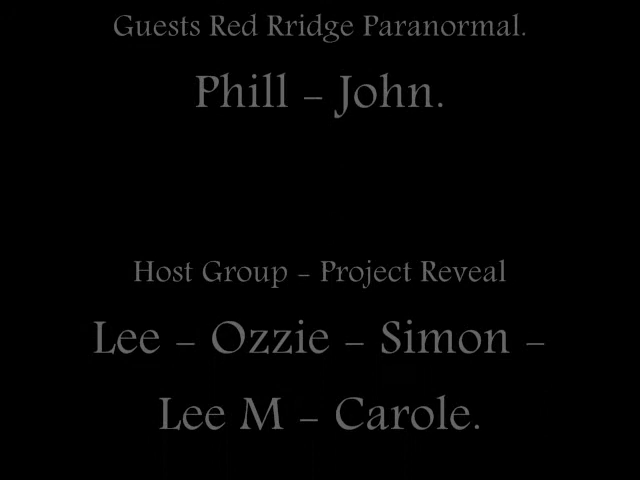 Guests Red Rridge Paranormal.
Phill - John.
Host Group - Project Reveal
Lee - Ozzie - Simon -
Lee M - Carole.